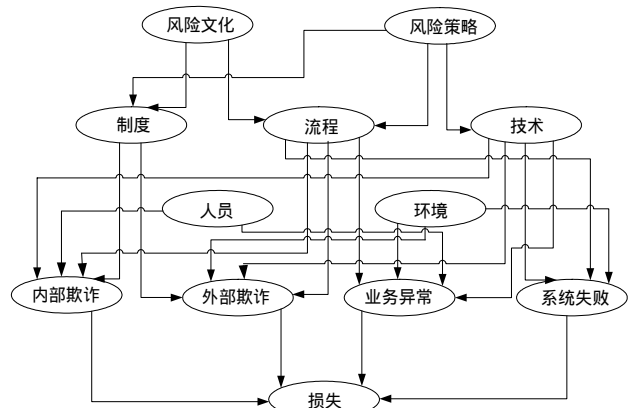 风险文化
风险策略
制度
流程
技术
人员
环境
内部欺诈
外部欺诈
业务异常
系统失败
损失